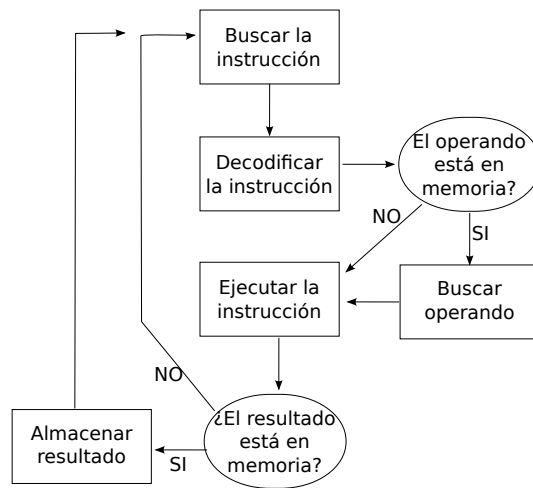 Buscar la
instrucción
Decodificar
la instrucción
El operando
está en
memoria?
NO
SI
Buscar
operando
Ejecutar la
instrucción
NO
¿El resultado
está en
memoria?
SI
Almacenar
resultado